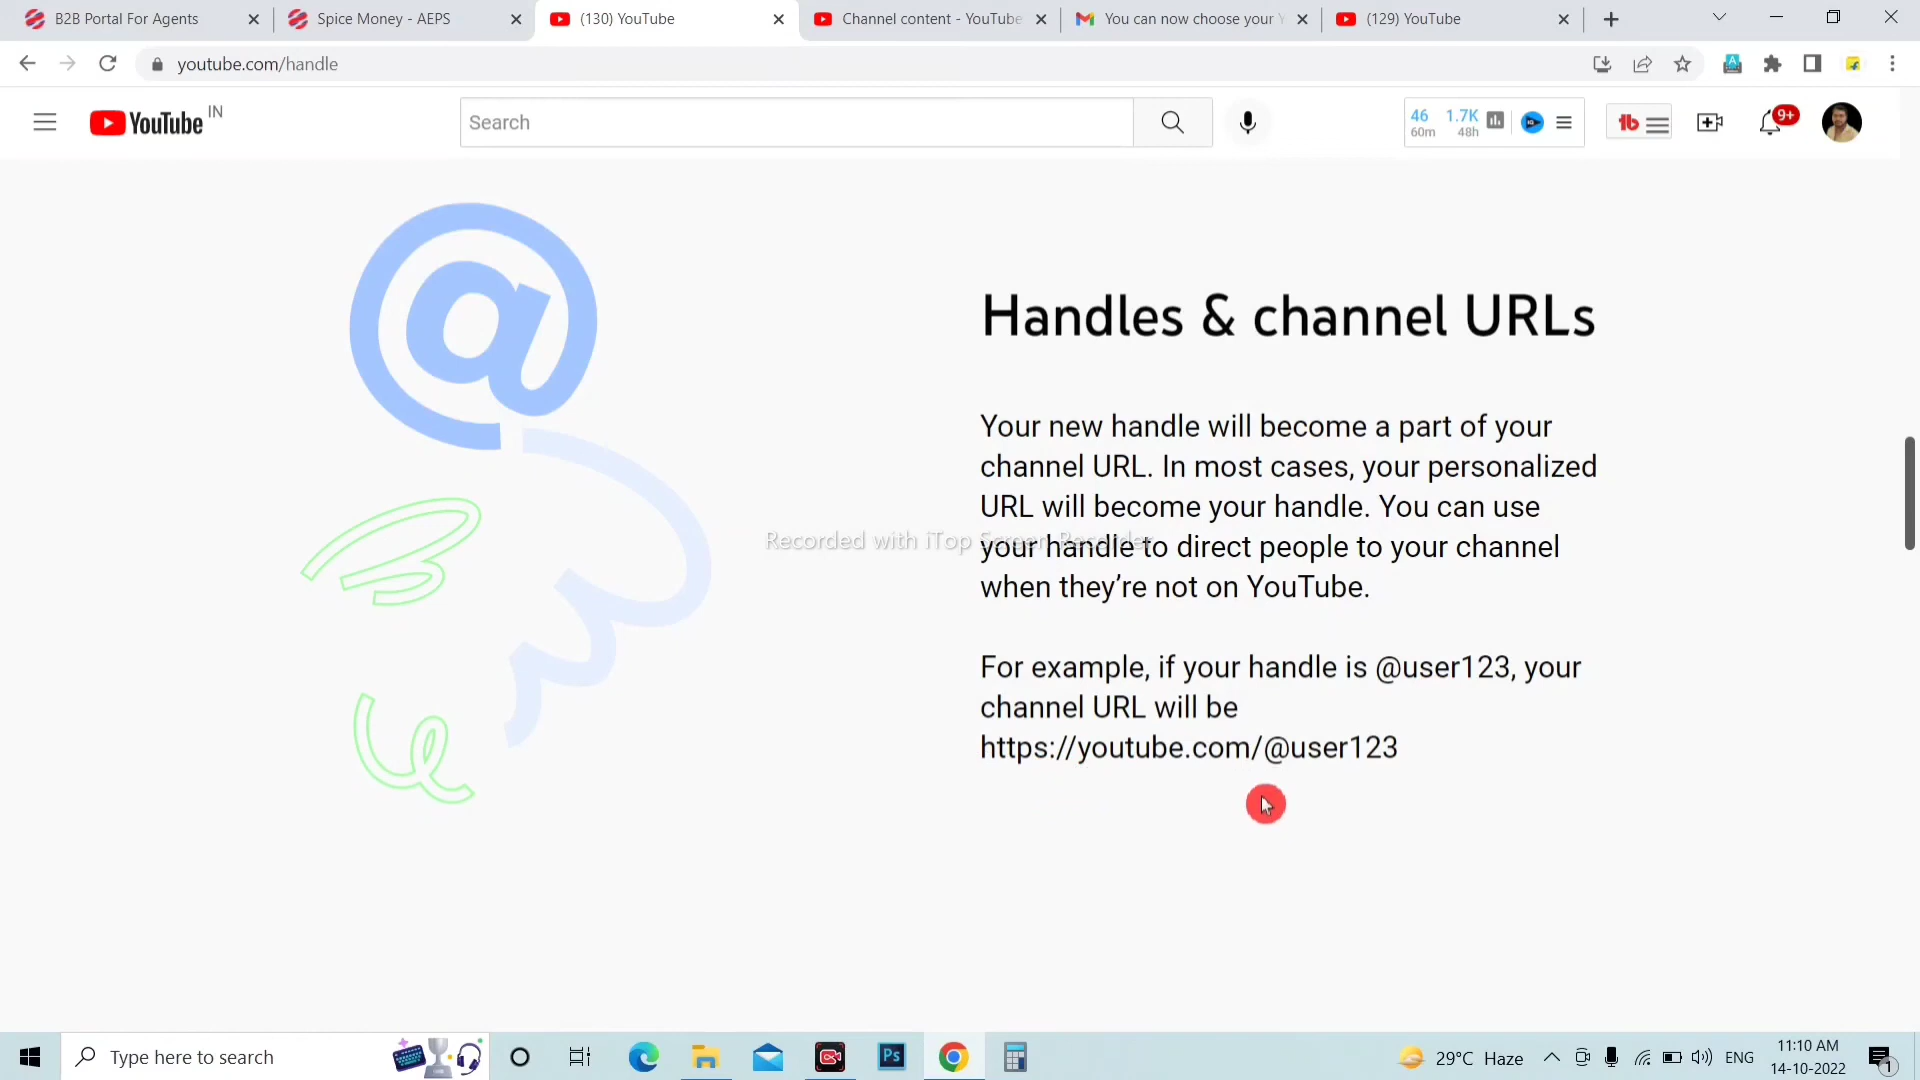 B2B Portal For Agents
Spice Money - AEPS
(130) YouTube
Channel content - YouTube
You can now choose your Y
(129) YouTube
youtube.com/handle
YouTube IN
Search
46 1.7K
60m 48h
9+
Handles & channel URLs
Your new handle will become a part of your
channel URL. In most cases, your personalized
URL will become your handle. You can use
your handle to direct people to your channel
when they’re not on YouTube.
Recorded with iTop Screen Recorder
For example, if your handle is @user123, your
channel URL will be
https://youtube.com/@user123
Type here to search
Ps
29°C Haze
ENG
11:10 AM
14-10-2022
1